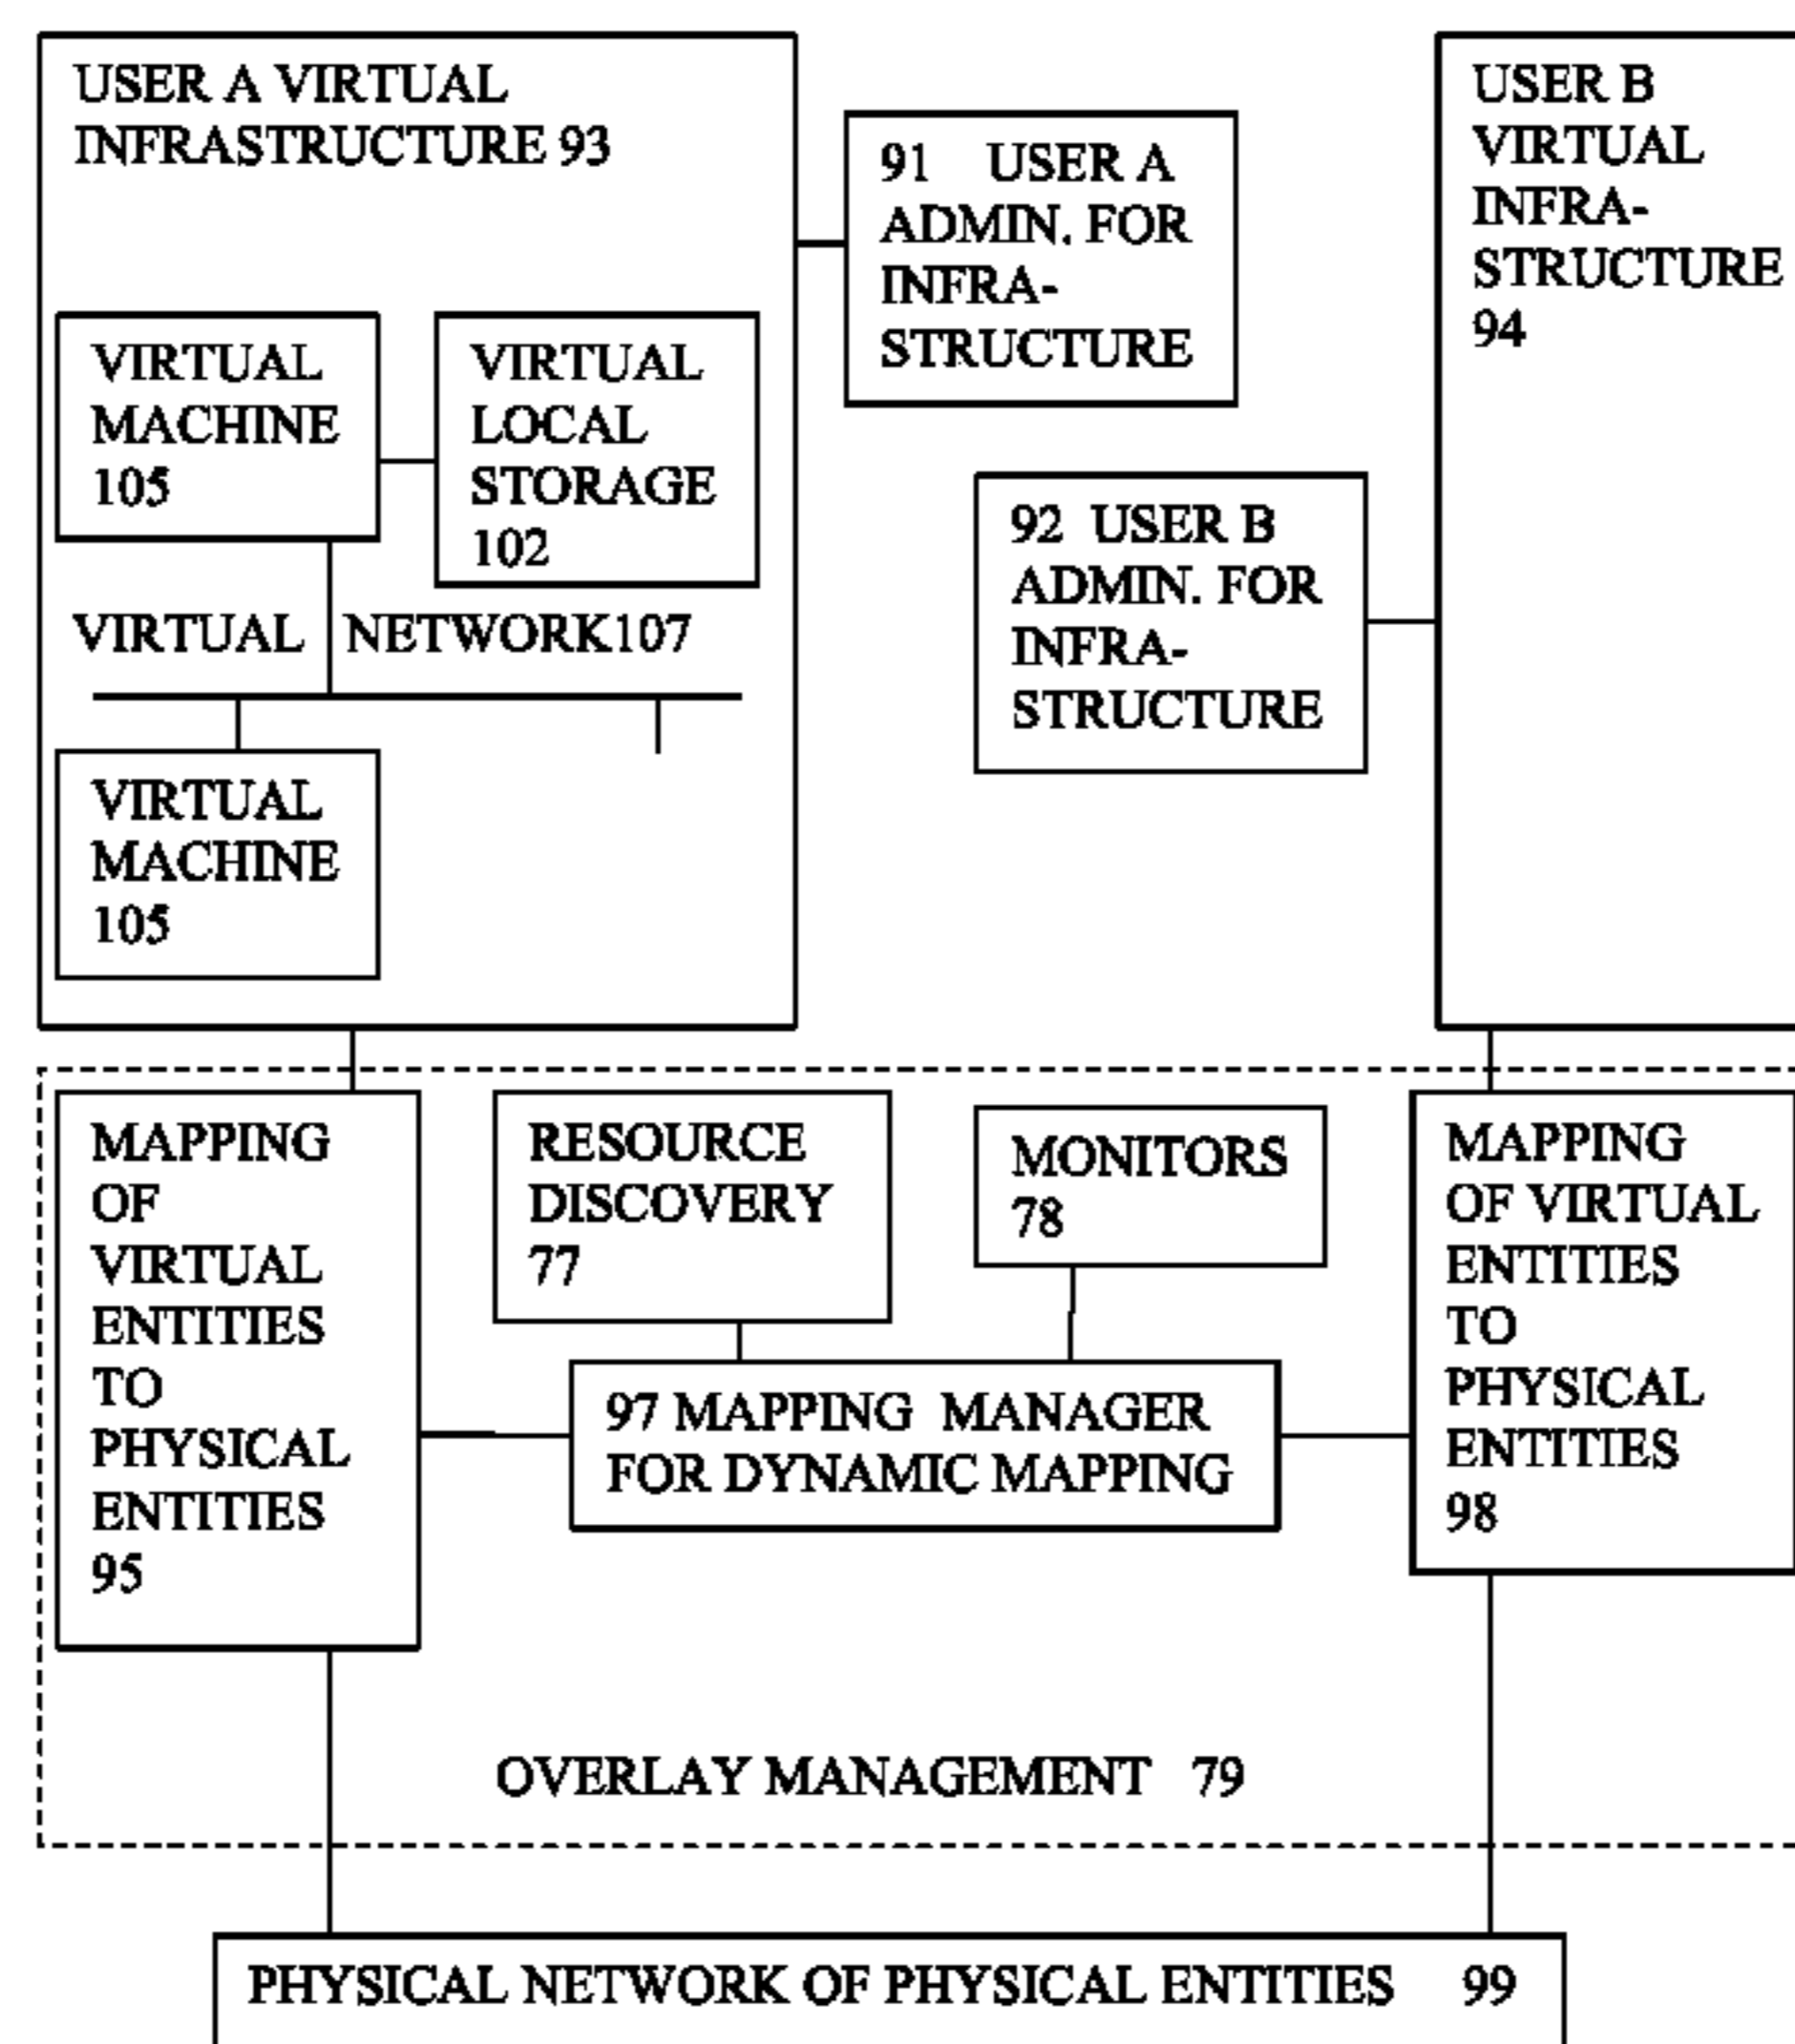 USER A VIRTUAL
INFRASTRUCTURE 93
91 USER A
ADMIN. FOR
INFRA-
STRUCTURE
USER B
VIRTUAL
INFRA-
STRUCTURE
94
VIRTUAL
MACHINE
105
VIRTUAL
LOCAL
STORAGE
102
92 USER B
ADMIN. FOR
INFRA-
STRUCTURE
VIRTUAL NETWORK107
VIRTUAL
MACHINE
105
MAPPING
OF
VIRTUAL
ENTITIES
TO
PHYSICAL
ENTITIES
95
RESOURCE
DISCOVERY
77
MONITORS
78
MAPPING
OF VIRTUAL
ENTITIES
TO
PHYSICAL
ENTITIES
98
97 MAPPING MANAGER
FOR DYNAMIC MAPPING
OVERLAY MANAGEMENT 79
PHYSICAL NETWORK OF PHYSICAL ENTITIES 99